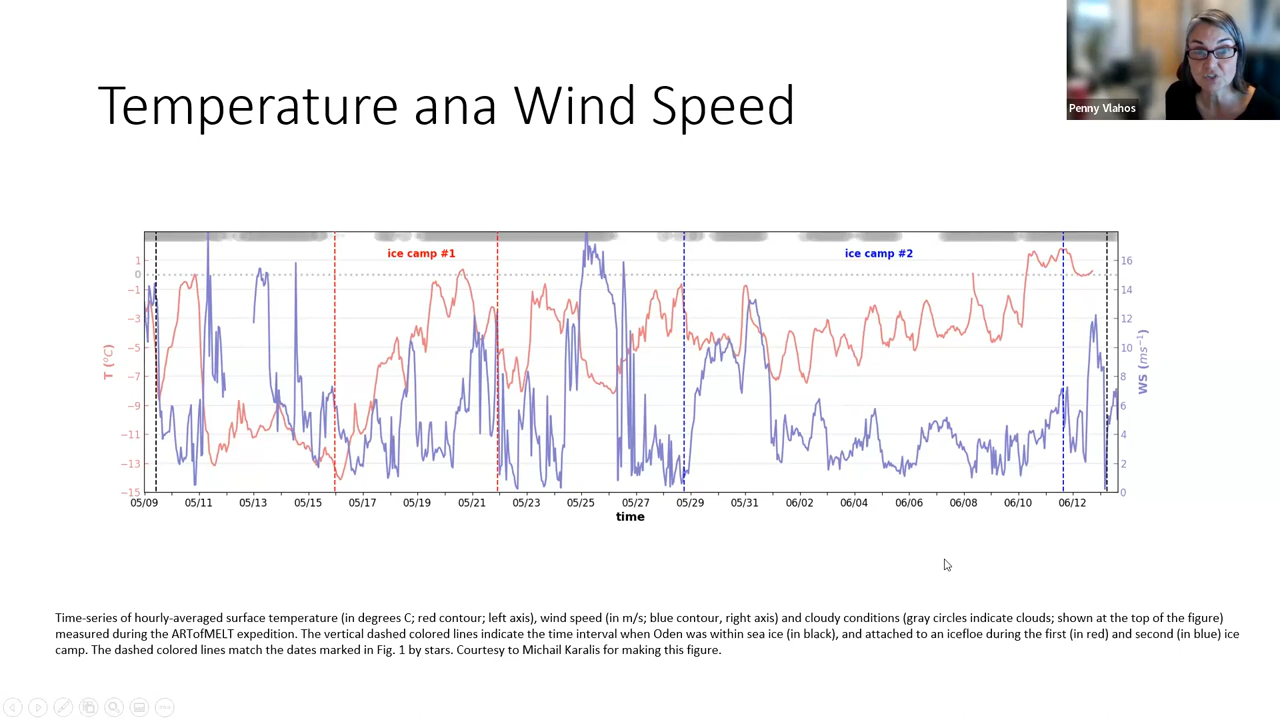 Penny Vlahos
Temperature ana Wind Speed
ice camp #1
ice camp #2
1
0
−1
−3
−5
−7
−9
−11
−13
−15
T (°C)
16
14
12
10
8
6
4
2
0
WS (ms⁻¹)
05/09 05/11 05/13 05/15 05/17 05/19 05/21 05/23 05/25 05/27 05/29 05/31 06/02 06/04 06/06 06/08 06/10 06/12
time
Time-series of hourly-averaged surface temperature (in degrees C; red contour; left axis), wind speed (in m/s; blue contour, right axis) and cloudy conditions (gray circles indicate clouds; shown at the top of the figure)
measured during the ARTofMELT expedition. The vertical dashed colored lines indicate the time interval when Oden was within sea ice (in black), and attached to an icefloe during the first (in red) and second (in blue) ice
camp. The dashed colored lines match the dates marked in Fig. 1 by stars. Courtesy to Michail Karalis for making this figure.